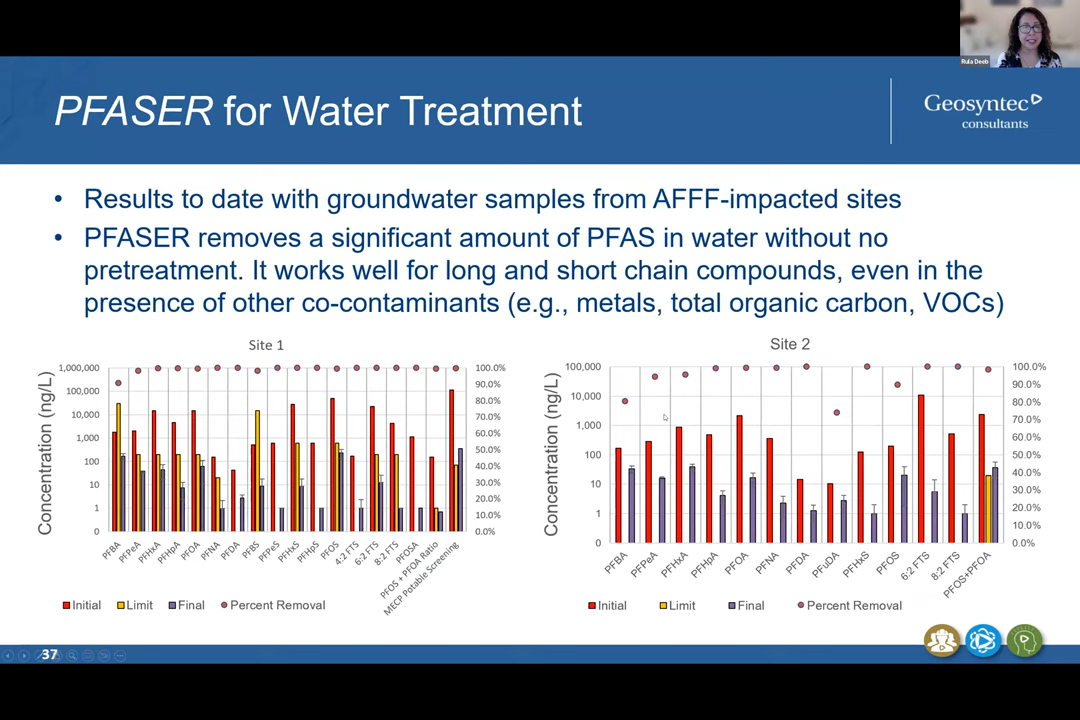 Rula Deeb
PFASER for Water Treatment
Geosyntec
consultants
• Results to date with groundwater samples from AFFF-impacted sites
• PFASER removes a significant amount of PFAS in water without no
pretreatment. It works well for long and short chain compounds, even in the
presence of other co-contaminants (e.g., metals, total organic carbon, VOCs)
Site 1
Concentration (ng/L)
1,000,000
100,000
10,000
1,000
100
10
1
0
100.0%
90.0%
80.0%
70.0%
60.0%
50.0%
40.0%
30.0%
20.0%
10.0%
0.0%
PFBA
PFPeA
PFHxA
PFHpA
PFOA
PFNA
PFDA
PFBS
PFPeS
PFHxS
PFHpS
PFOS
4:2 FTS
6:2 FTS
8:2 FTS
PFOSA
PFOS + PFOA Ratio
MECP Potable Screening
Initial Limit Final Percent Removal
Site 2
Concentration (ng/L)
100,000
10,000
1,000
100
10
1
0
100.0%
90.0%
80.0%
70.0%
60.0%
50.0%
40.0%
30.0%
20.0%
10.0%
0.0%
PFBA
PFPeA
PFHxA
PFHpA
PFOA
PFNA
PFDA
PFuDA
PFHxS
PFOS
6:2 FTS
8:2 FTS
PFOS+PFOA
Initial Limit Final Percent Removal
37